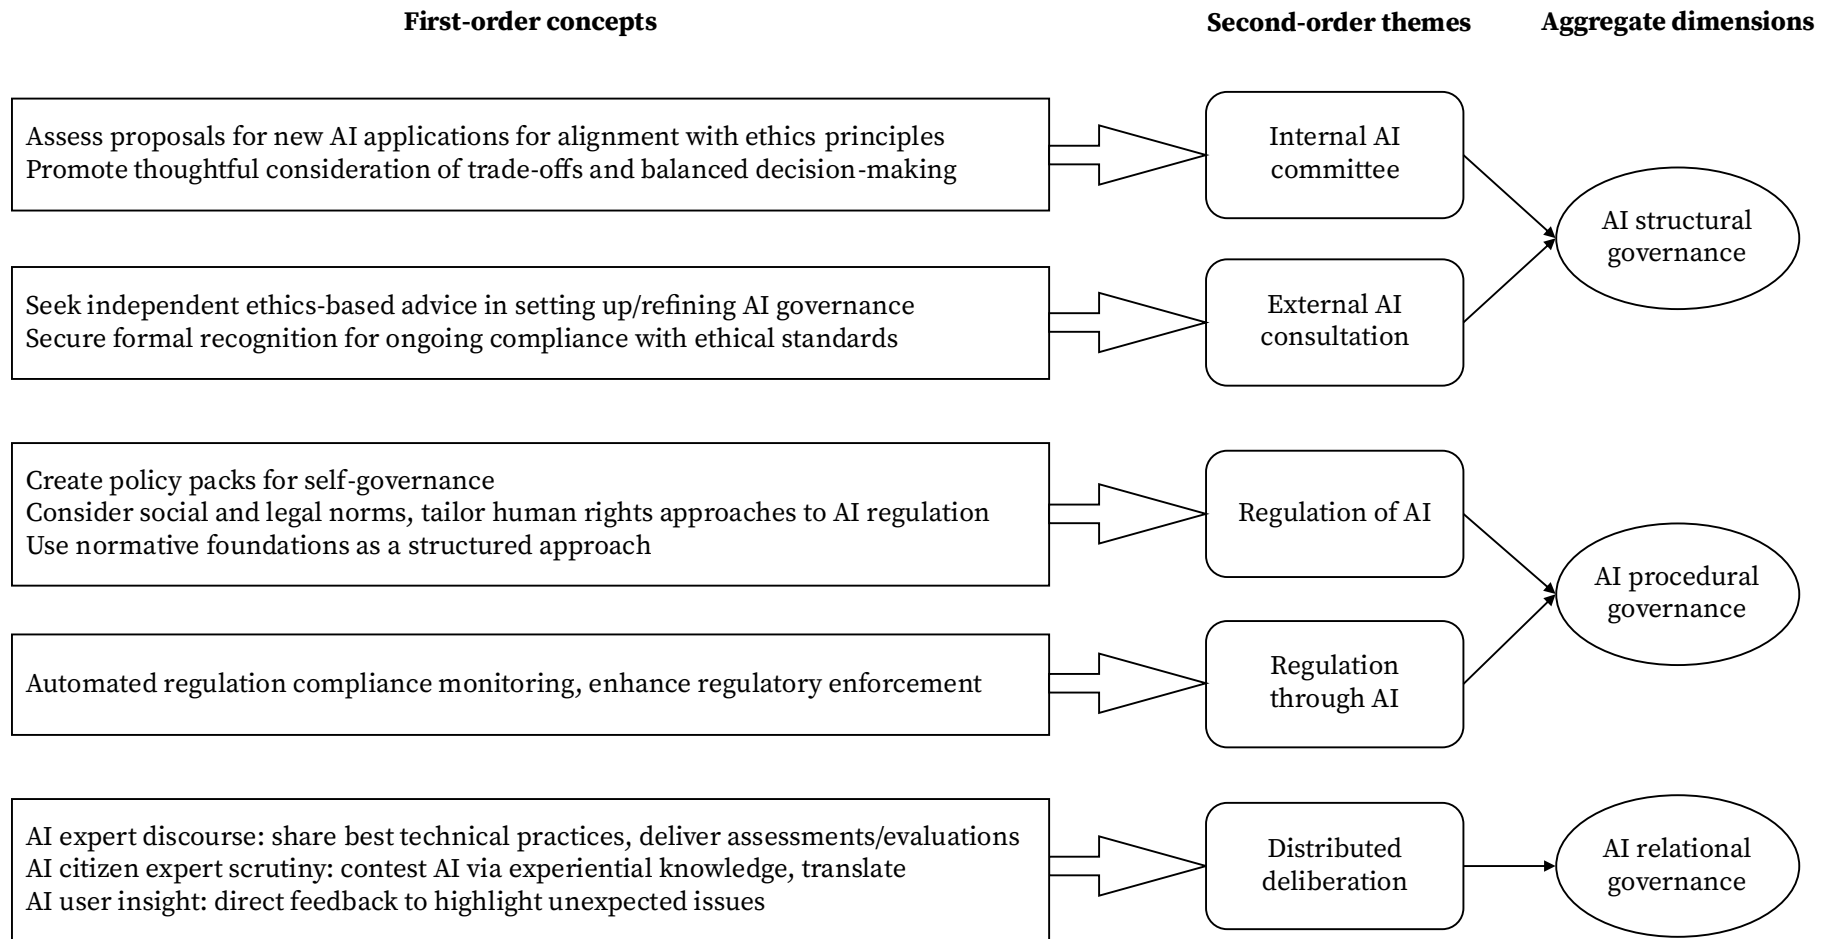 First-order concepts
Second-order themes
Aggregate dimensions
Assess proposals for new AI applications for alignment with ethics principles
Promote thoughtful consideration of trade-offs and balanced decision-making
Internal AI
committee
AI structural
governance
Seek independent ethics-based advice in setting up/refining AI governance
Secure formal recognition for ongoing compliance with ethical standards
External AI
consultation
Create policy packs for self-governance
Consider social and legal norms, tailor human rights approaches to AI regulation
Use normative foundations as a structured approach
Regulation of AI
AI procedural
governance
Automated regulation compliance monitoring, enhance regulatory enforcement
Regulation
through AI
AI expert discourse: share best technical practices, deliver assessments/evaluations
AI citizen expert scrutiny: contest AI via experiential knowledge, translate
AI user insight: direct feedback to highlight unexpected issues
Distributed
deliberation
AI relational
governance